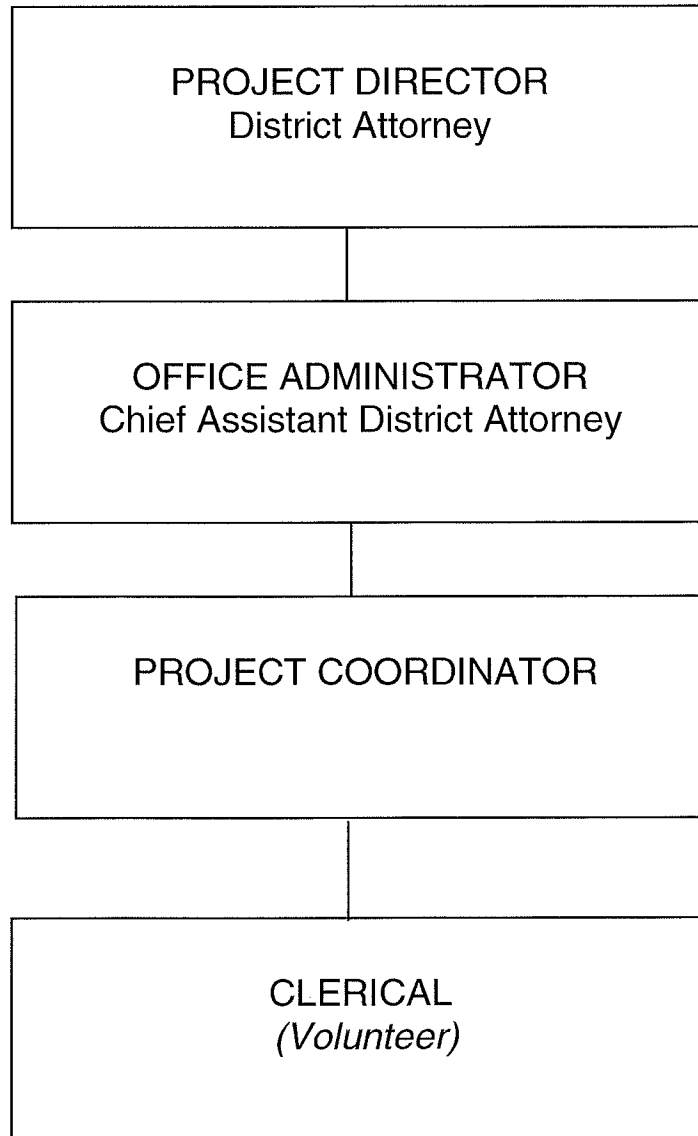 PROJECT DIRECTOR
District Attorney
OFFICE ADMINISTRATOR
Chief Assistant District Attorney
PROJECT COORDINATOR
CLERICAL
(Volunteer)